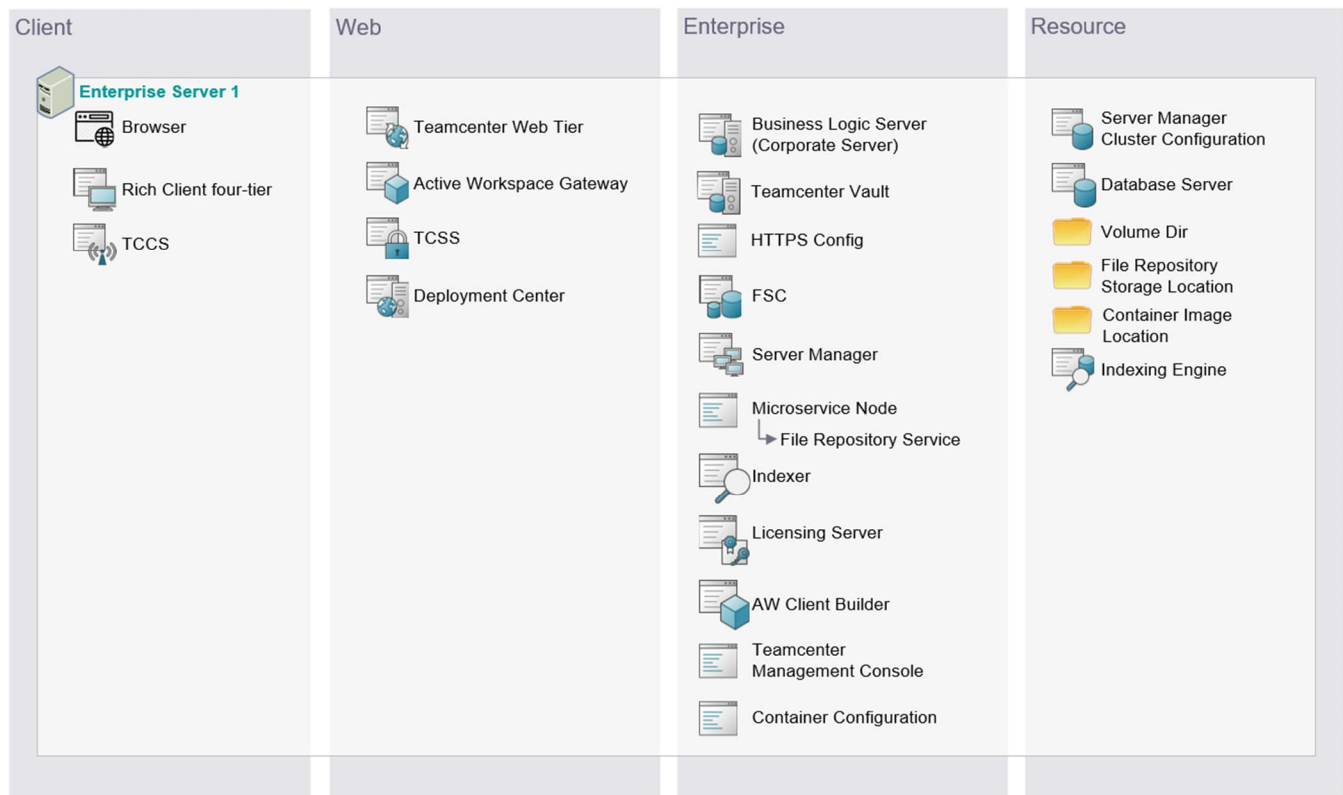 Client
Enterprise Server 1
Browser
Rich Client four-tier
TCCS
Web
Teamcenter Web Tier
Active Workspace Gateway
TCSS
Deployment Center
Enterprise
Business Logic Server
(Corporate Server)
Teamcenter Vault
HTTPS Config
FSC
Server Manager
Microservice Node
File Repository Service
Indexer
Licensing Server
AW Client Builder
Teamcenter
Management Console
Container Configuration
Resource
Server Manager
Cluster Configuration
Database Server
Volume Dir
File Repository
Storage Location
Container Image
Location
Indexing Engine